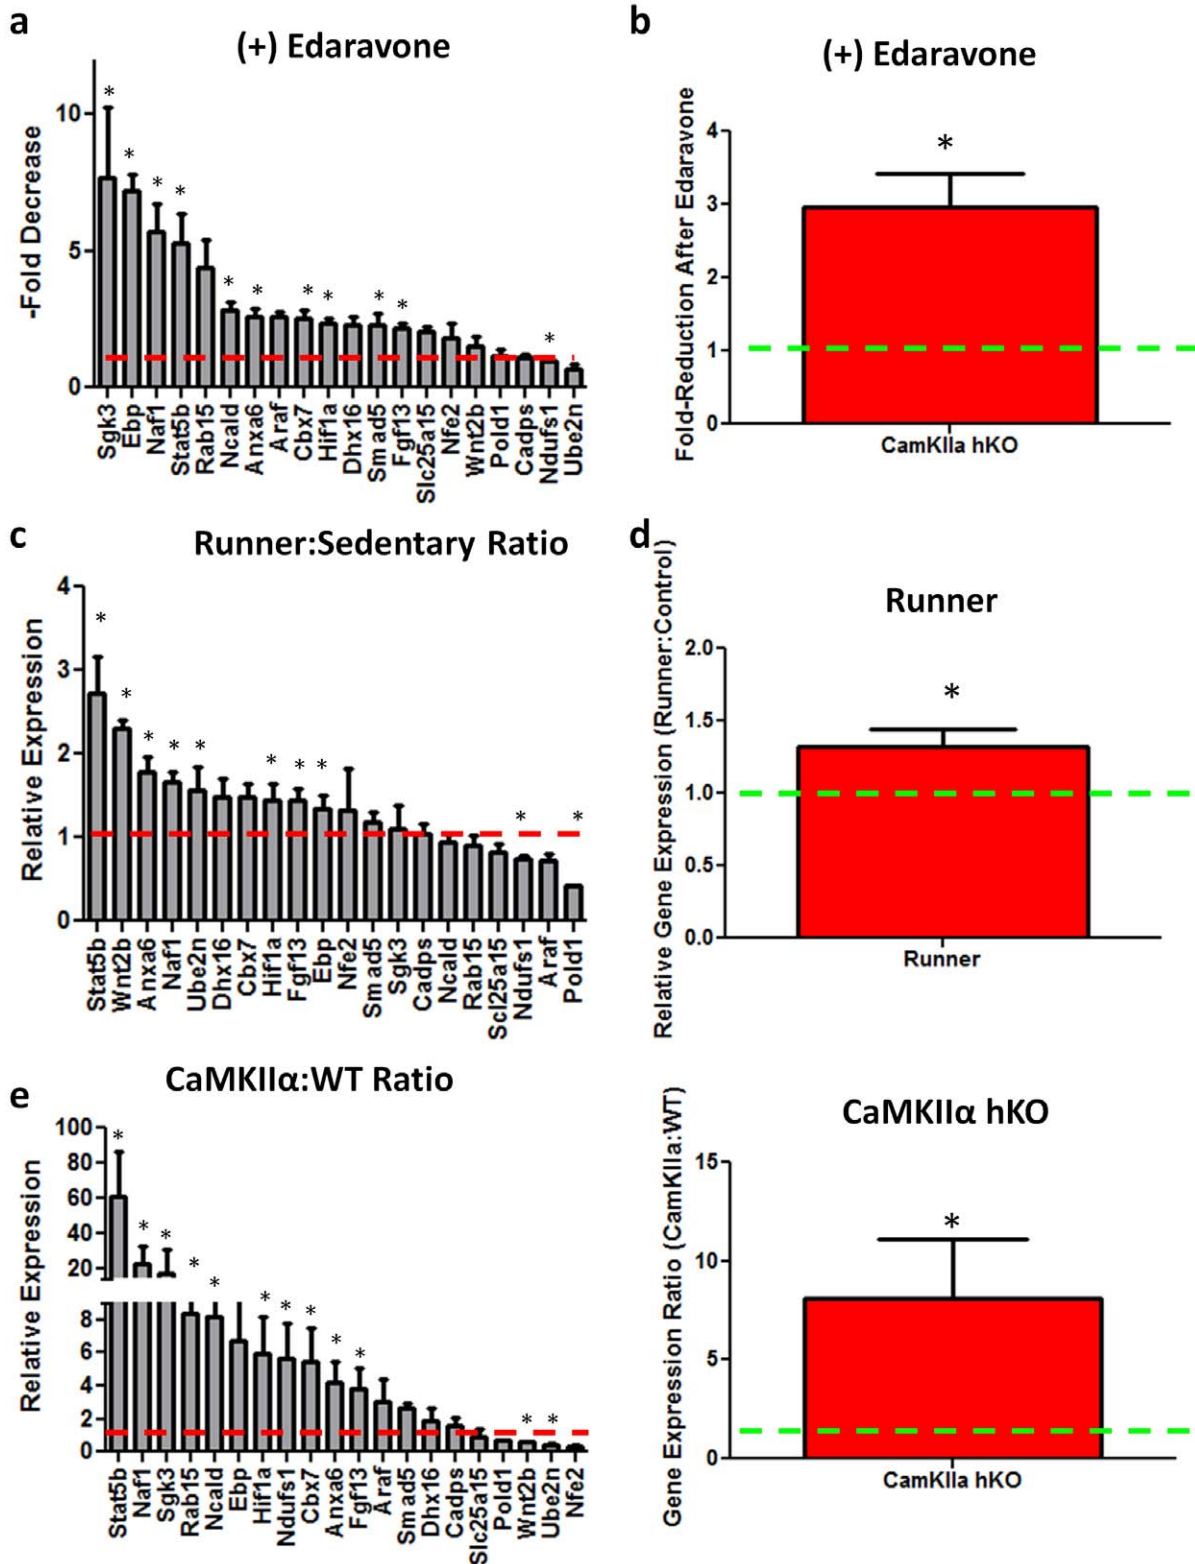 a
(+) Edaravone
-Fold Decrease
10
5
0
* * * * * * * * * * *
Sgk3 Ebp Naf1 Stat5b Rab15 Ncald Anxa6 Araf Cbx7 Hif1a Dhx16 Smad5 Fgf13 Slc25a15 Nfe2 Wnt2b Pold1 Cadps Ndufs1 Ube2n
b
(+) Edaravone
Fold-Reduction After Edaravone
4
3
2
1
0
*
CamKIIa hKO
c
Runner:Sedentary Ratio
Relative Expression
4
3
2
1
0
* * * * * * * * * *
Stat5b Wnt2b Anxa6 Naf1 Ube2n Dhx16 Cbx7 Hif1a Fgf13 Ebp Nfe2 Smad5 Sgk3 Cadps Ncald Rab15 Scl25a15 Ndufs1 Araf Pold1
d
Runner
Relative Gene Expression (Runner:Control)
2.0
1.5
1.0
0.5
0.0
*
Runner
e
CaMKIIα:WT Ratio
Relative Expression
100
80
60
40
20
8
6
4
2
0
* * * * * * * * * * * *
Stat5b Naf1 Sgk3 Rab15 Ncald Ebp Hif1a Ndufs1 Cbx7 Anxa6 Fgf13 Araf Smad5 Dhx16 Cadps Slc25a15 Pold1 Wnt2b Ube2n Nfe2
CaMKIIα hKO
Gene Expression Ratio (CamKIIa:WT)
15
10
5
0
*
CamKIIa hKO